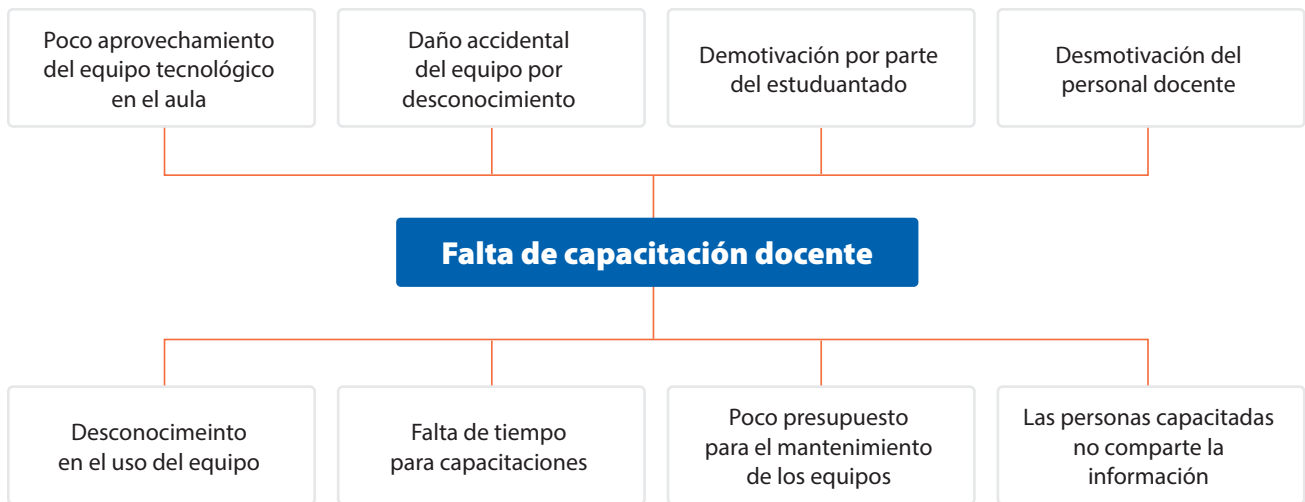 Poco aprovechamiento
del equipo tecnológico
en el aula
Daño accidental
del equipo por
desconocimiento
Demotivación por parte
del estuduantado
Desmotivación del
personal docente
Falta de capacitación docente
Desconocimeinto
en el uso del equipo
Falta de tiempo
para capacitaciones
Poco presupuesto
para el mantenimiento
de los equipos
Las personas capacitadas
no comparte la
información